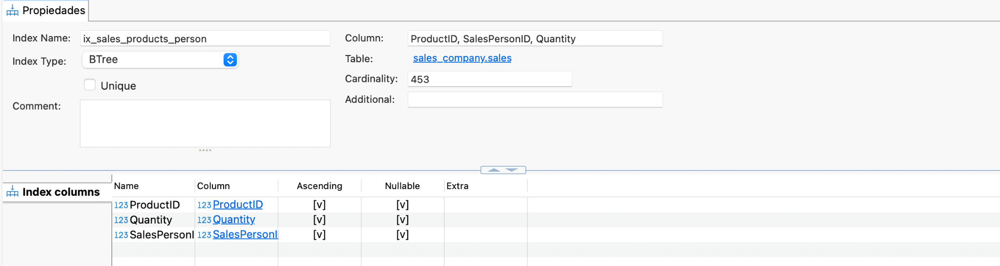 Propiedades
Index Name: ix_sales_products_person
Column: ProductID, SalesPersonID, Quantity
Index Type: BTree
Table: sales_company.sales
Unique
Cardinality: 453
Comment:
Additional:
Index columns
Name Column Ascending Nullable Extra
123 ProductID 123 ProductID [v] [v]
123 Quantity 123 Quantity [v] [v]
123 SalesPersonI 123 SalesPersonI [v] [v]